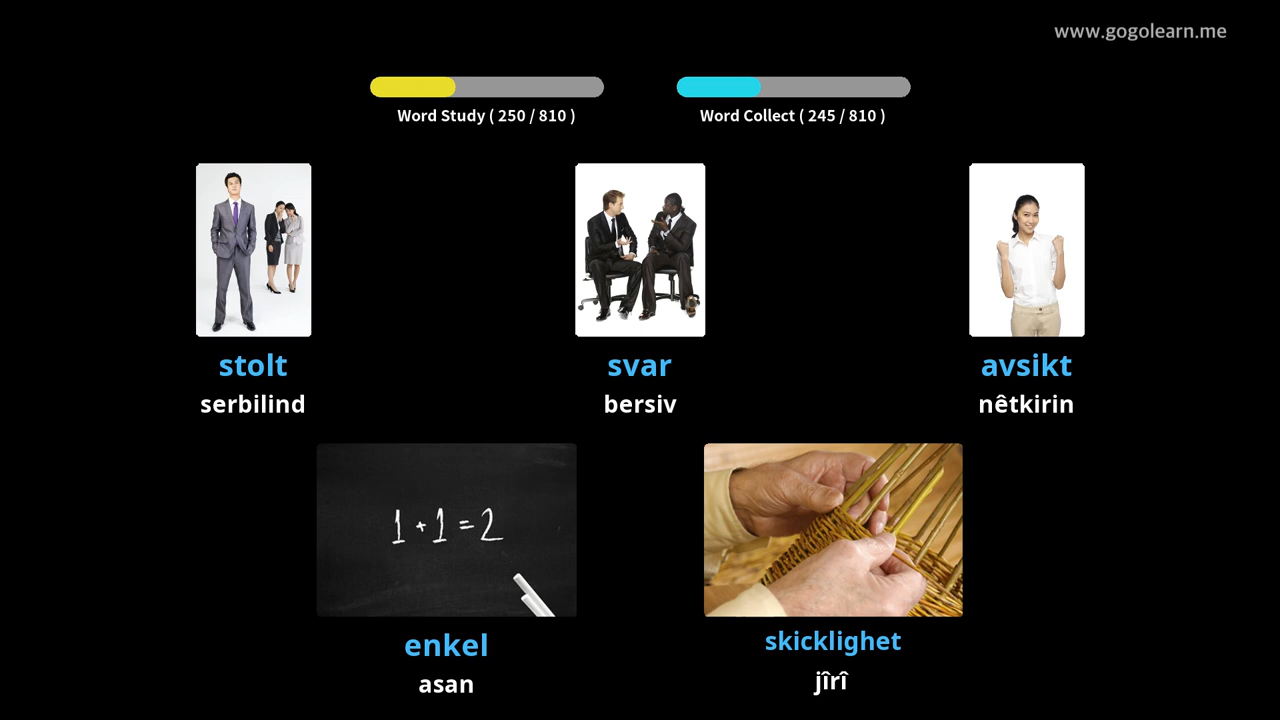 www.gogolearn.me
Word Study ( 250 / 810 )
Word Collect ( 245 / 810 )
stolt
serbilind
svar
bersiv
avsikt
nêtkirin
1 + 1 = 2
enkel
asan
skicklighet
jîrî